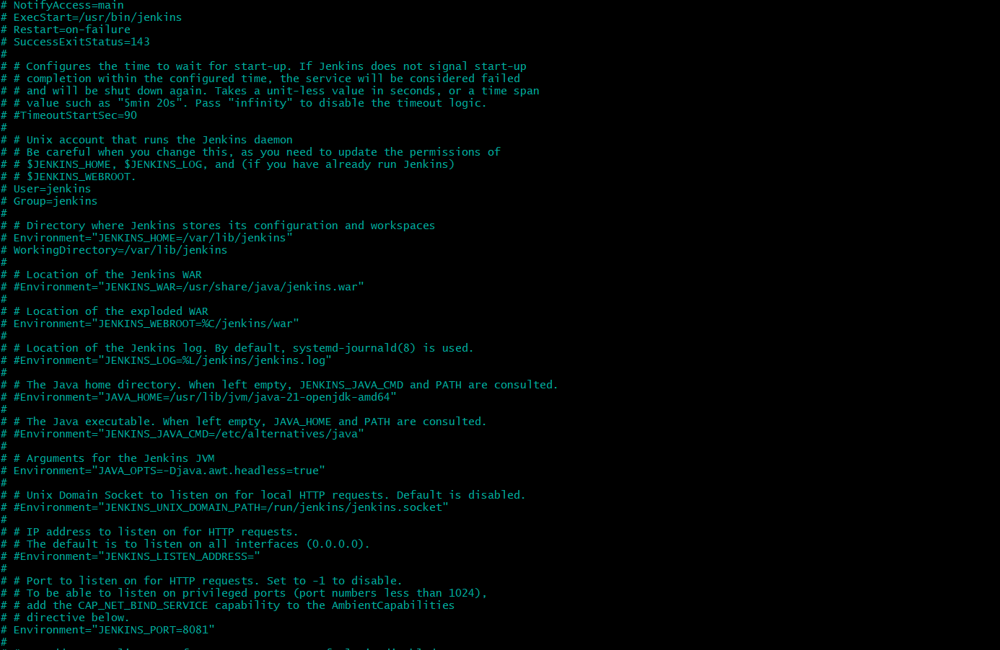 # NotifyAccess=main
# ExecStart=/usr/bin/jenkins
# Restart=on-failure
# SuccessExitStatus=143
#
# # Configures the time to wait for start-up. If Jenkins does not signal start-up
# # completion within the configured time, the service will be considered failed
# # and will be shut down again. Takes a unit-less value in seconds, or a time span
# # value such as "5min 20s". Pass "infinity" to disable the timeout logic.
# #TimeoutStartSec=90
#
# # Unix account that runs the Jenkins daemon
# # Be careful when you change this, as you need to update the permissions of
# # $JENKINS_HOME, $JENKINS_LOG, and (if you have already run Jenkins)
# # $JENKINS_WEBROOT.
# User=jenkins
# Group=jenkins
#
# # Directory where Jenkins stores its configuration and workspaces
# Environment="JENKINS_HOME=/var/lib/jenkins"
# WorkingDirectory=/var/lib/jenkins
#
# # Location of the Jenkins WAR
# #Environment="JENKINS_WAR=/usr/share/java/jenkins.war"
#
# # Location of the exploded WAR
# Environment="JENKINS_WEBROOT=%C/jenkins/war"
#
# # Location of the Jenkins log. By default, systemd-journald(8) is used.
# #Environment="JENKINS_LOG=%L/jenkins/jenkins.log"
#
# # The Java home directory. When left empty, JENKINS_JAVA_CMD and PATH are consulted.
# #Environment="JAVA_HOME=/usr/lib/jvm/java-21-openjdk-amd64"
#
# # The Java executable. When left empty, JAVA_HOME and PATH are consulted.
# #Environment="JENKINS_JAVA_CMD=/etc/alternatives/java"
#
# # Arguments for the Jenkins JVM
# Environment="JAVA_OPTS=-Djava.awt.headless=true"
#
# # Unix Domain Socket to listen on for local HTTP requests. Default is disabled.
# #Environment="JENKINS_UNIX_DOMAIN_PATH=/run/jenkins/jenkins.socket"
#
# # IP address to listen on for HTTP requests.
# # The default is to listen on all interfaces (0.0.0.0).
# #Environment="JENKINS_LISTEN_ADDRESS="
#
# # Port to listen on for HTTP requests. Set to -1 to disable.
# # To be able to listen on privileged ports (port numbers less than 1024),
# # add the CAP_NET_BIND_SERVICE capability to the AmbientCapabilities
# # directive below.
# Environment="JENKINS_PORT=8081"
#